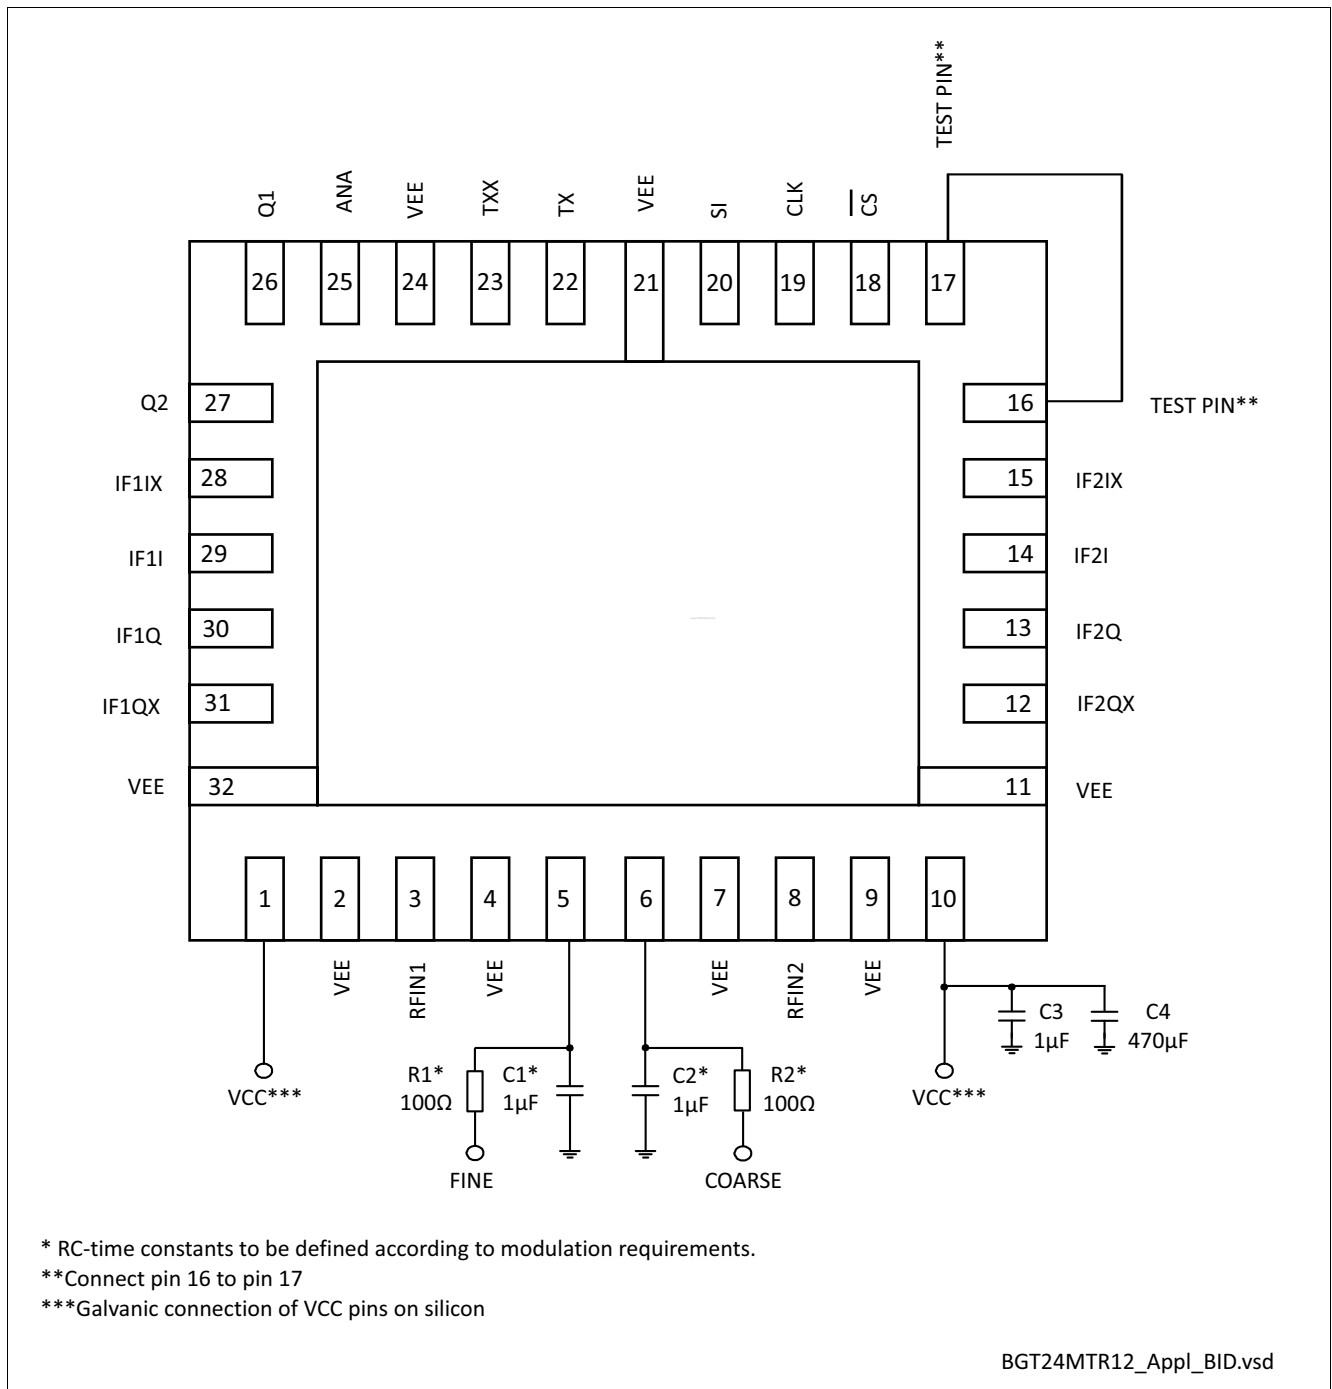 TEST PIN**
Q1 ANA VEE TXX TX VEE SI CLK CS
26 25 24 23 22 21 20 19 18 17
Q2 27 16 TEST PIN**
IF1IX 28 15 IF2IX
IF1I 29 14 IF2I
IF1Q 30 13 IF2Q
IF1QX 31 12 IF2QX
VEE 32 11 VEE
1 2 3 4 5 6 7 8 9 10
VEE RFIN1 VEE VEE RFIN2 VEE
C3 C4
1µF 470µF
R1* C1* C2* R2*
100Ω 1µF 1µF 100Ω
VCC*** VCC***
FINE COARSE
* RC-time constants to be defined according to modulation requirements.
**Connect pin 16 to pin 17
***Galvanic connection of VCC pins on silicon
BGT24MTR12_Appl_BID.vsd